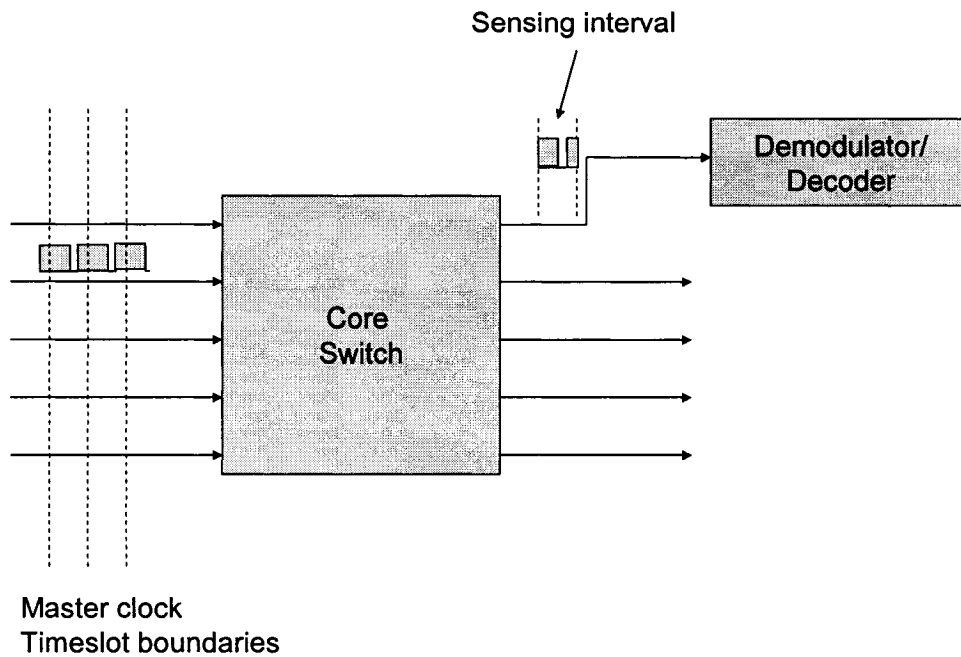 Sensing interval
Demodulator/
Decoder
Core
Switch
Master clock
Timeslot boundaries